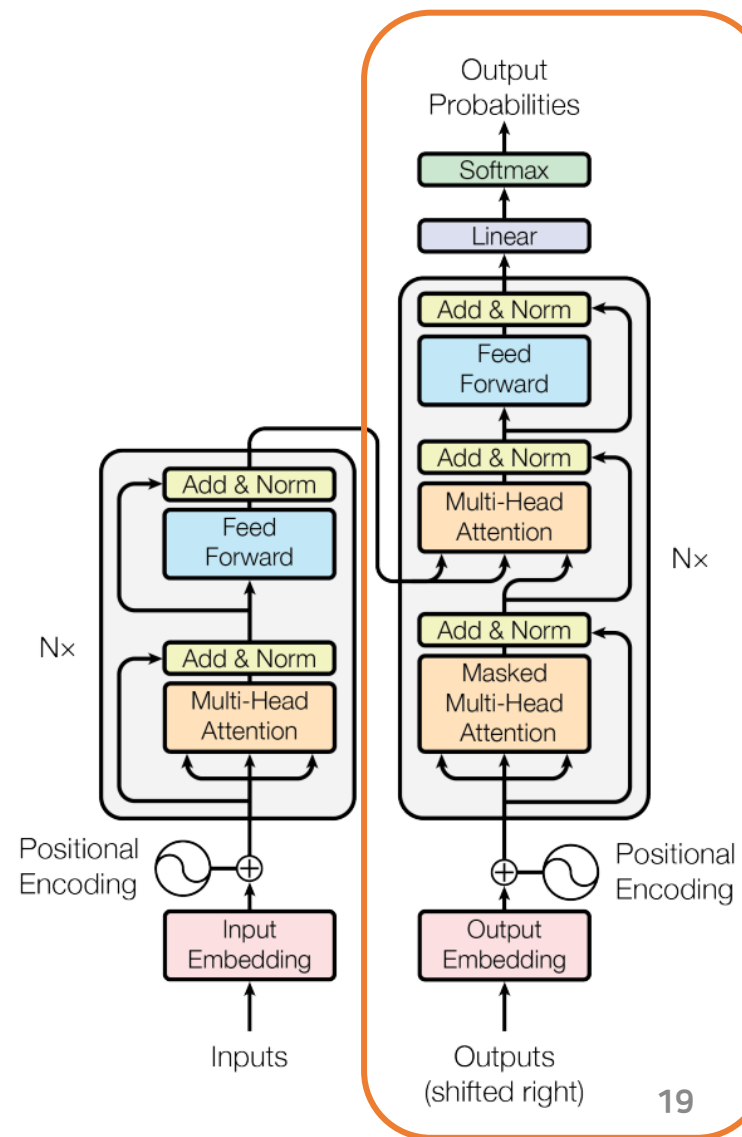 Output
Probabilities
Softmax
Linear
Add & Norm
Feed
Forward
Add & Norm
Multi-Head
Attention
Add & Norm
Masked
Multi-Head
Attention
N×
Positional
Encoding
Output
Embedding
Outputs
(shifted right)
Add & Norm
Feed
Forward
Add & Norm
Multi-Head
Attention
N×
Positional
Encoding
Input
Embedding
Inputs
19